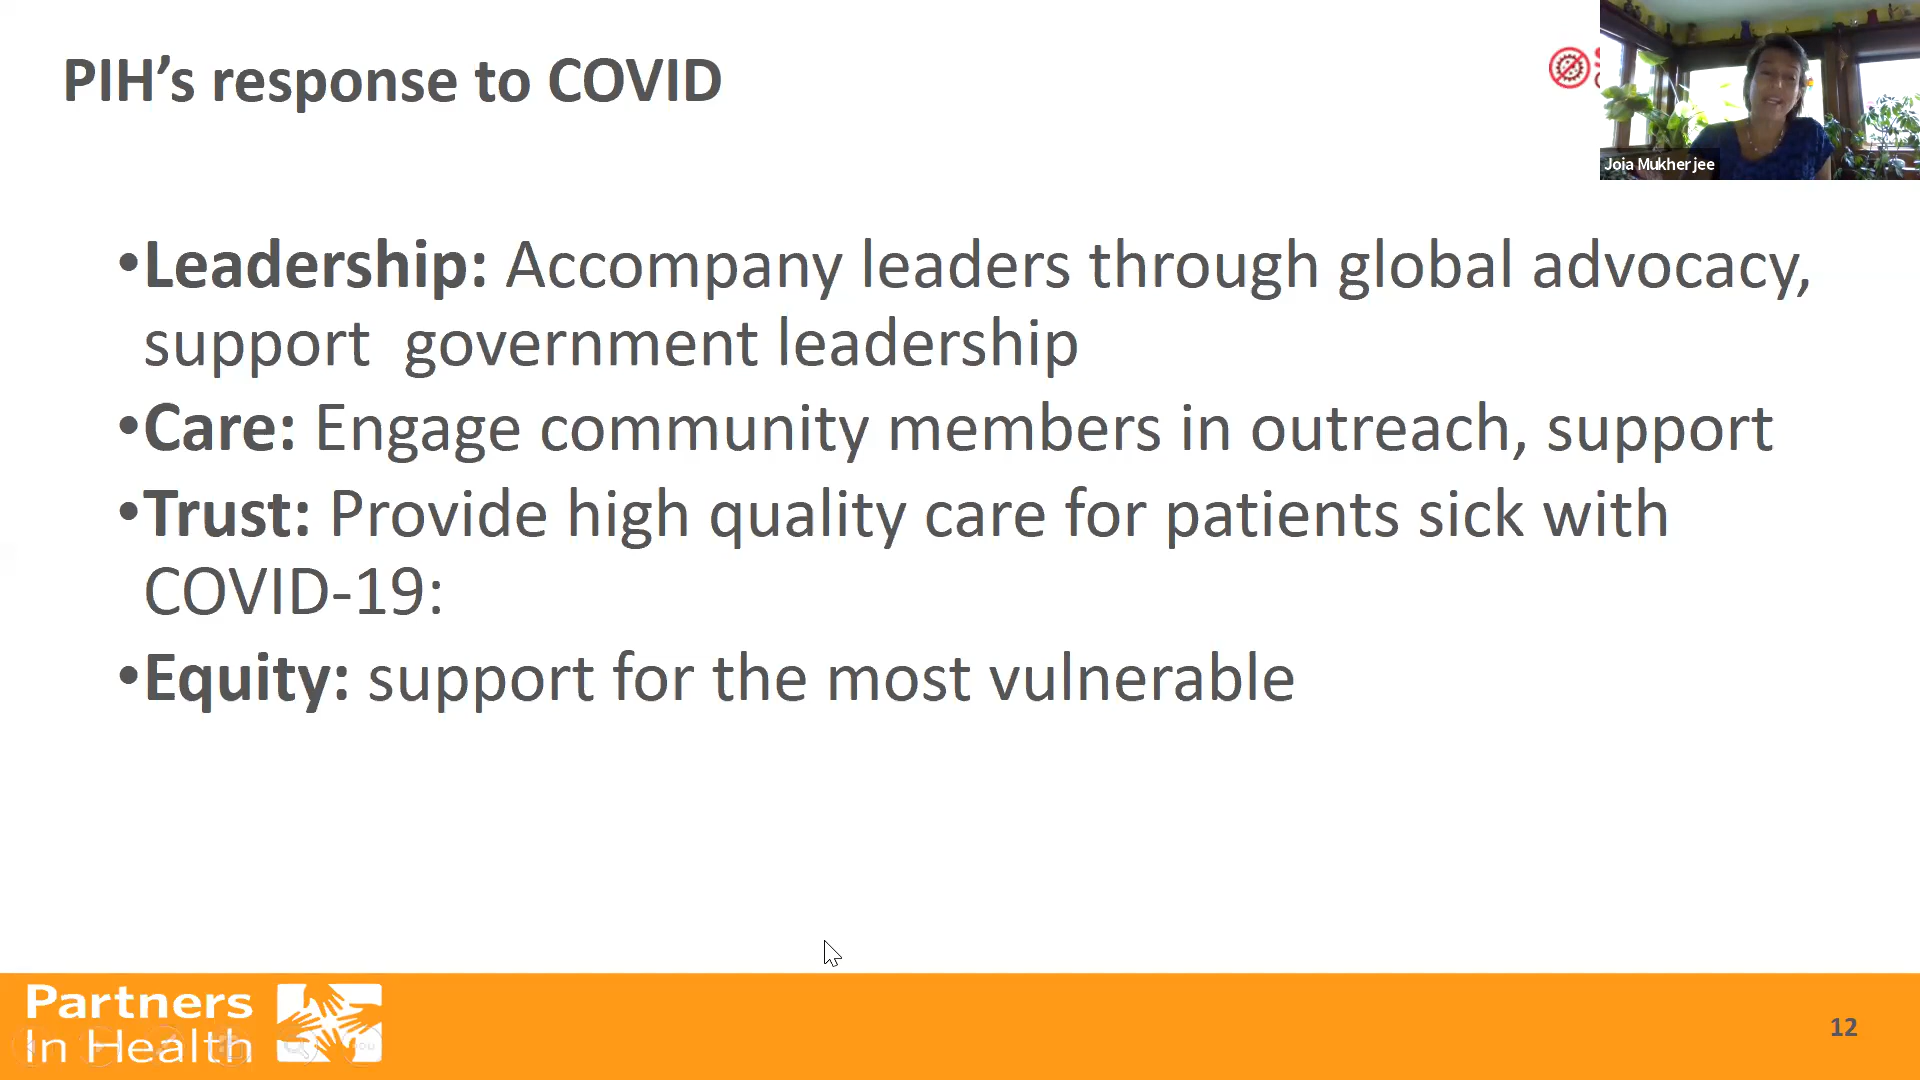 PIH’s response to COVID
Joia Mukherjee
•Leadership: Accompany leaders through global advocacy,
support  government leadership
•Care: Engage community members in outreach, support
•Trust: Provide high quality care for patients sick with
COVID-19:
•Equity: support for the most vulnerable
Partners
In Health
12